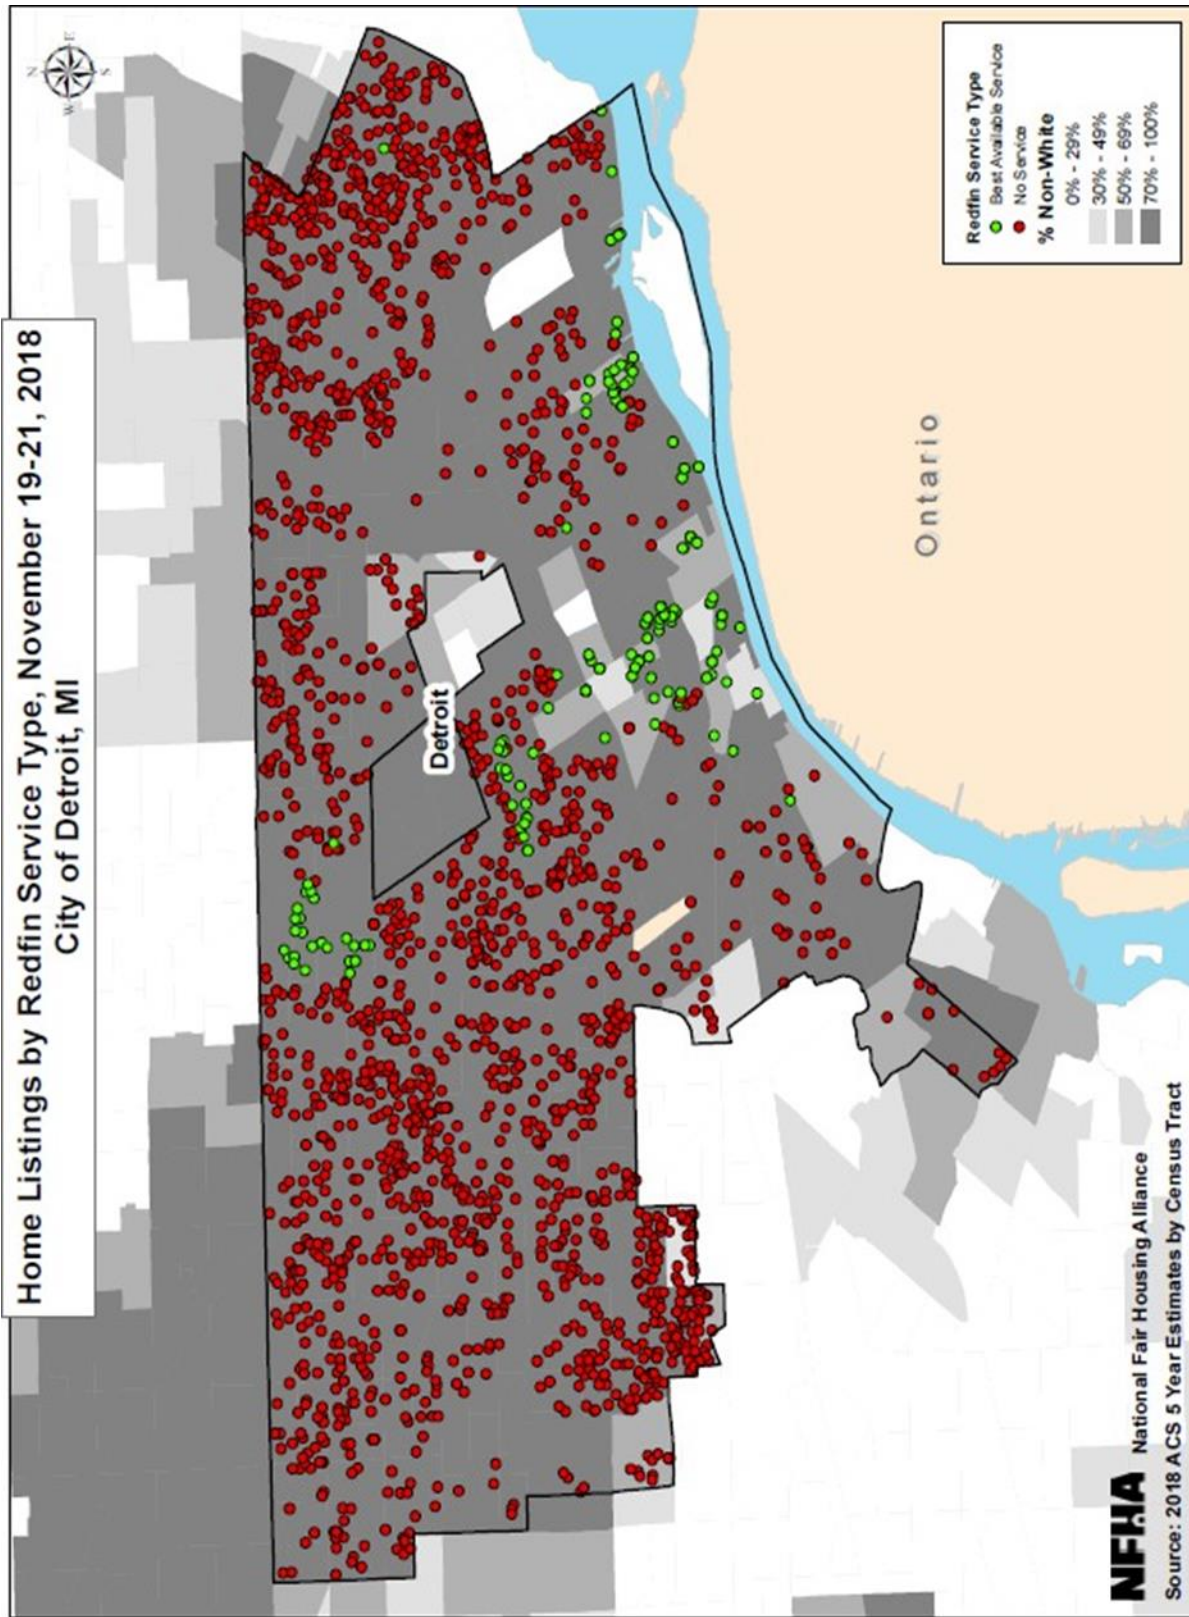 Home Listings by Redfin Service Type, November 19-21, 2018
City of Detroit, MI
N
W
E
S
Detroit
Ontario
Redfin Service Type
Best Available Service
No Service
% Non-White
0% - 29%
30% - 49%
50% - 69%
70% - 100%
NFHA National Fair Housing Alliance
Source: 2018 ACS 5 Year Estimates by Census Tract